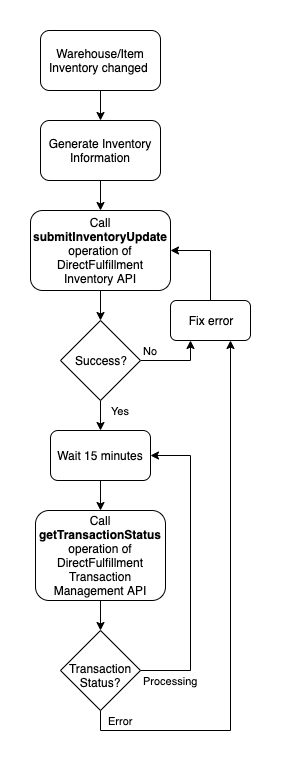 Warehouse/Item
Inventory changed
Generate Inventory
Information
Call
submitInventoryUpdate
operation of
DirectFulfillment
Inventory API
Fix error
Success?
No
Yes
Wait 15 minutes
Call
getTransactionStatus
operation of
DirectFulfillment
Transaction
Management API
Transaction
Status?
Processing
Error